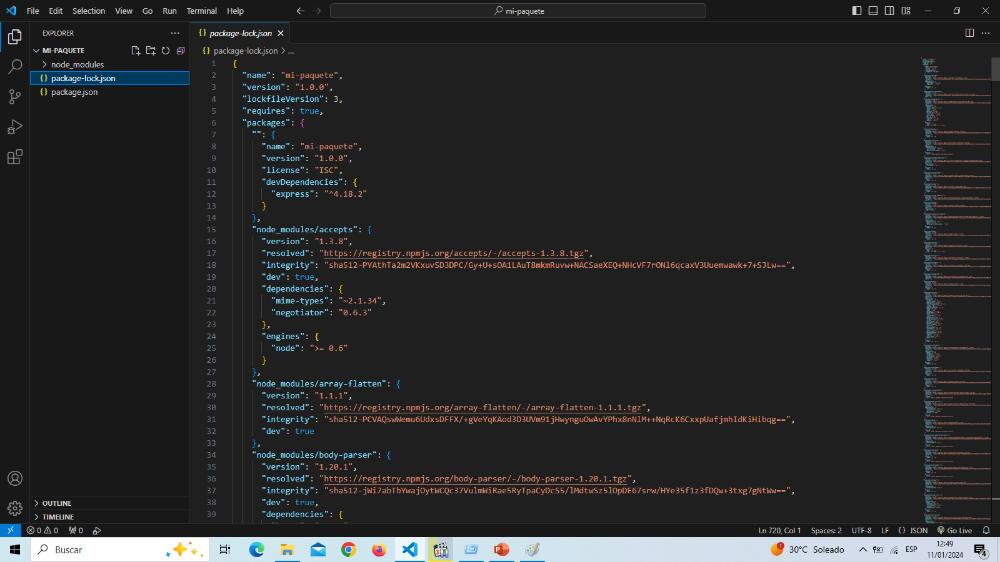 File Edit Selection View Go Run Terminal Help
mi-paquete
EXPLORER
package-lock.json
MI-PAQUETE
package-lock.json > ...
node_modules
package-lock.json
package.json
1 {
2 "name": "mi-paquete",
3 "version": "1.0.0",
4 "lockfileVersion": 3,
5 "requires": true,
6 "packages": {
7 "": {
8 "name": "mi-paquete",
9 "version": "1.0.0",
10 "license": "ISC",
11 "devDependencies": {
12 "express": "^4.18.2"
13 }
14 },
15 "node_modules/accepts": {
16 "version": "1.3.8",
17 "resolved": "https://registry.npmjs.org/accepts/-/accepts-1.3.8.tgz",
18 "integrity": "sha512-PYAthTa2m2VKxuvSD3DPC/Gy+U+sOA1LAuT8mkmRuvw+NACSaeXEQ+NHcVF7rONl6qcaxV3Uuemwawk+7+SJLw==",
19 "dev": true,
20 "dependencies": {
21 "mime-types": "~2.1.34",
22 "negotiator": "0.6.3"
23 },
24 "engines": {
25 "node": ">= 0.6"
26 }
27 },
28 "node_modules/array-flatten": {
29 "version": "1.1.1",
30 "resolved": "https://registry.npmjs.org/array-flatten/-/array-flatten-1.1.1.tgz",
31 "integrity": "sha512-PCVAQswWemu6UdxsDFFX/+gVeYqKAod3D3UVm91jHwynguOwAvYPhx8nNlM++NqRcK6CxxpUafjmhIdKiHibqg==",
32 "dev": true
33 },
34 "node_modules/body-parser": {
35 "version": "1.20.1",
36 "resolved": "https://registry.npmjs.org/body-parser/-/body-parser-1.20.1.tgz",
37 "integrity": "sha512-jWi7abTbYwajOytWCQc37VulmWiRae5RyTpaCyDcS5/lMdtwSz5lOpDE67srw/HYe35f1z3fDQw+3txg7gNtWw==",
38 "dev": true,
39 "dependencies": {
OUTLINE
TIMELINE
0 0 0
Ln 720, Col 1 Spaces: 2 UTF-8 LF {} JSON Go Live
Buscar
1 30°C Soleado ESP
12:49
11/01/2024
4